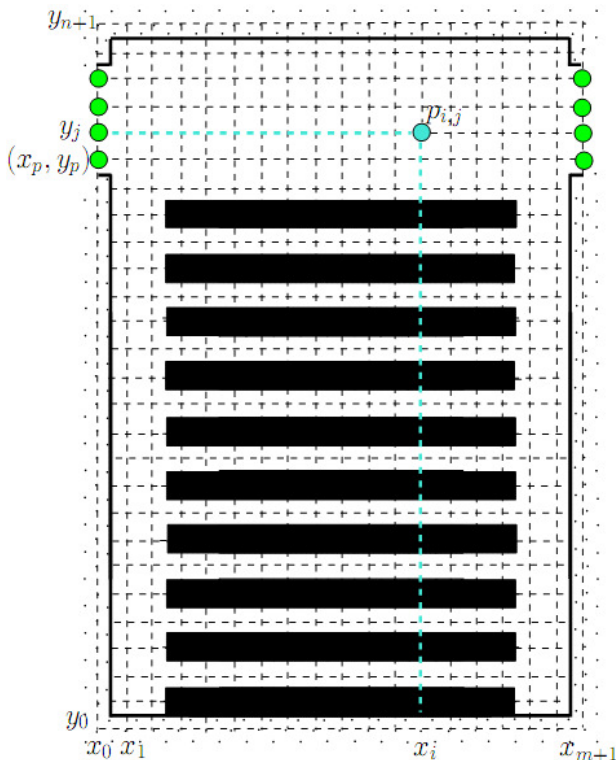 y_{n+1}
p_{i,j}
y_j
(x_p, y_p)
y_0
x_0 x_1 x_i x_{m+1}